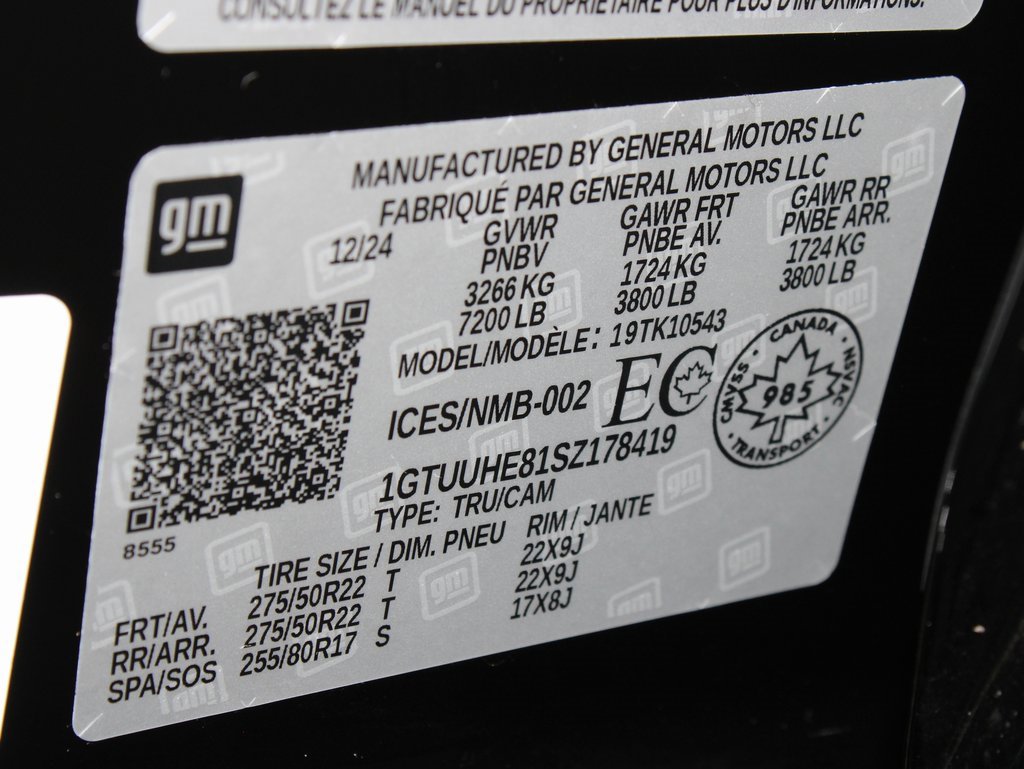 CONSULTEZ LE MANUEL DU PROPRIÉTAIRE POUR PLUS D'INFORMATIONS.
gm
MANUFACTURED BY GENERAL MOTORS LLC
FABRIQUÉ PAR GENERAL MOTORS LLC
12/24 GVWR GAWR FRT GAWR RR
PNBV PNBE AV. PNBE ARR.
3266 KG 1724 KG 1724 KG
7200 LB 3800 LB 3800 LB
MODEL/MODÈLE: 19TK10543
ICES/NMB-002 EC
CANADA
CMVSS NSVAC
985
TRANSPORT
1GTUUHE81SZ178419
TYPE: TRU/CAM
8555
TIRE SIZE / DIM. PNEU RIM / JANTE
FRT/AV. 275/50R22 T 22X9J
RR/ARR. 275/50R22 T 22X9J
SPA/SOS 255/80R17 S 17X8J